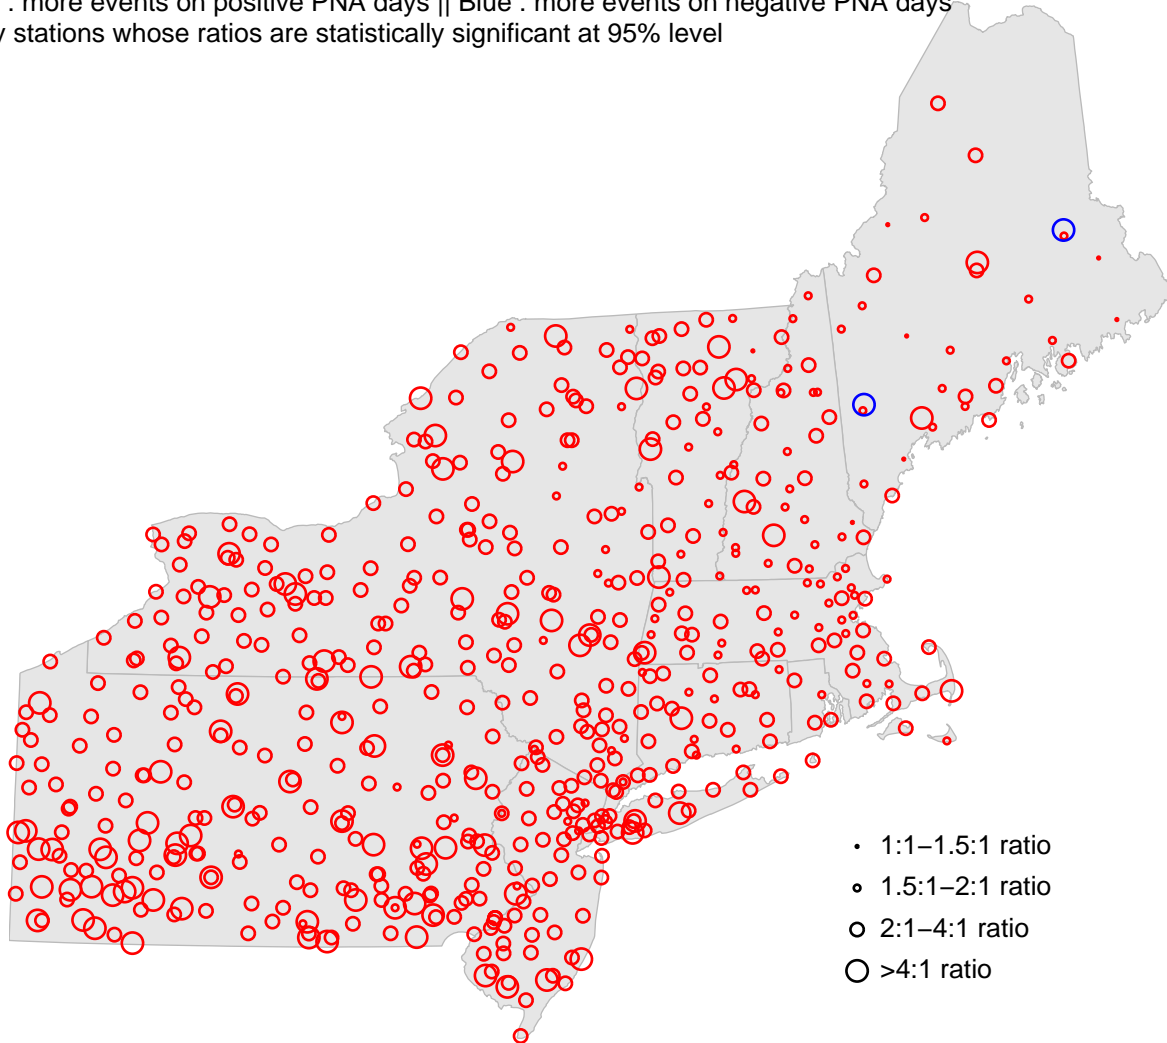 : more events on positive PNA days || Blue : more events on negative PNA days
stations whose ratios are statistically significant at 95% level
1:1−1.5:1 ratio
1.5:1−2:1 ratio
2:1−4:1 ratio
>4:1 ratio